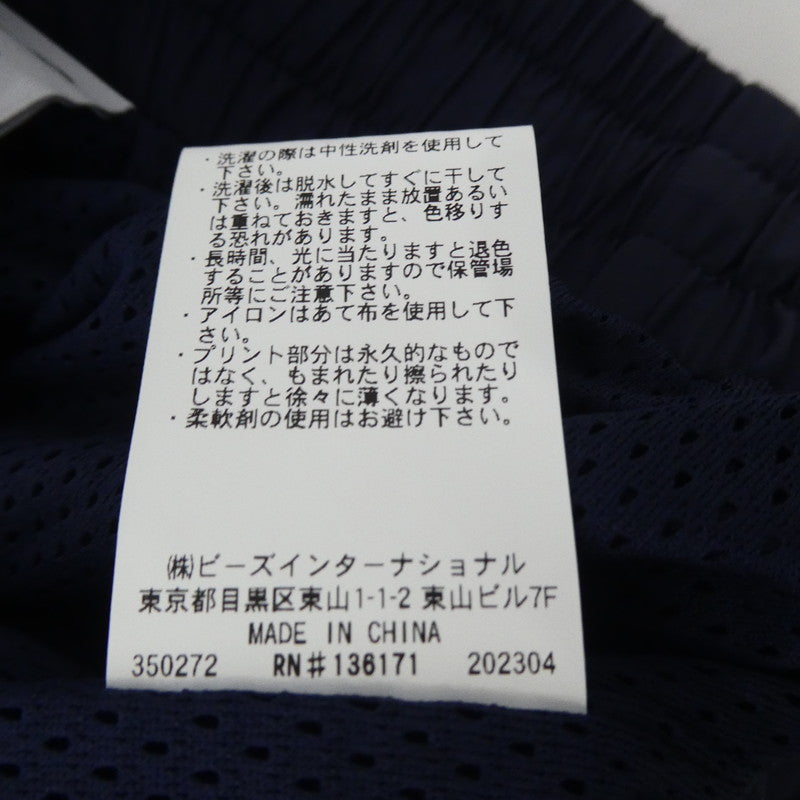 ・洗濯の際は中性洗剤を使用して
下さい。
・洗濯後は脱水してすぐに干して
下さい。濡れたまま放置あるい
は重ねておきますと、色移りす
る恐れがあります。
・長時間、光に当たりますと退色
することがありますので保管場
所等にご注意下さい。
・アイロンはあて布を使用して下
さい。
・プリント部分は永久的なもので
はなく、もまれたり擦られたり
しますと徐々に薄くなります。
・柔軟剤の使用はお避け下さい。
㈱ビーズインターナショナル
東京都目黒区東山1-1-2 東山ビル7F
MADE IN CHINA
350272 RN#136171 202304